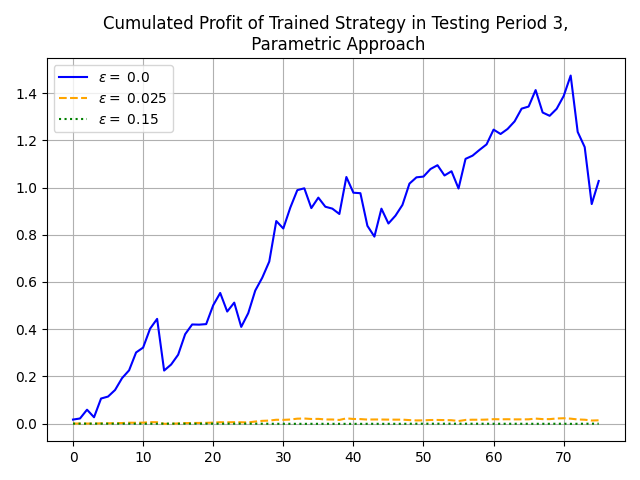 Cumulated Profit of Trained Strategy in Testing Period 3,
Parametric Approach
ε = 0.0
ε = 0.025
ε = 0.15
1.4
1.2
1.0
0.8
0.6
0.4
0.2
0.0
0 10 20 30 40 50 60 70